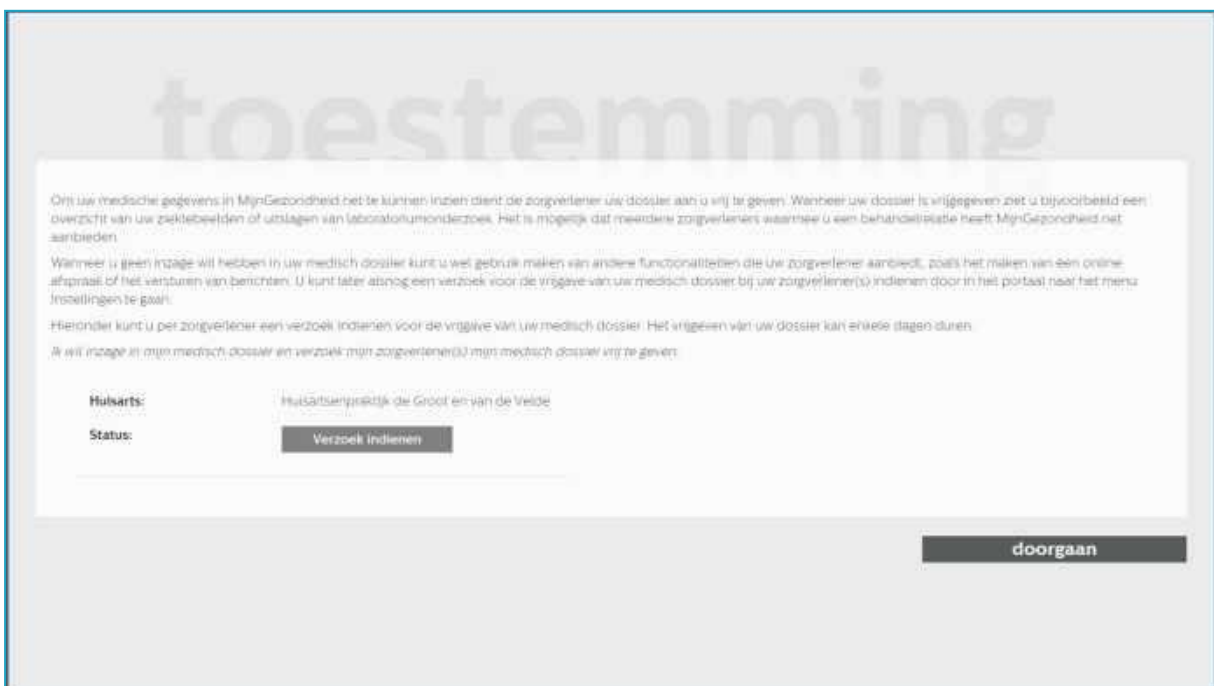 toestemming
Om uw medische gegevens in MijnGezondheid.net te kunnen inzien dient de zorgverlener uw dossier aan u vrij te geven. Wanneer uw dossier is vrijgegeven ziet u bijvoorbeeld een
overzicht van uw ziektebeelden of uitslagen van laboratoriumonderzoek. Het is mogelijk dat meerdere zorgverleners waarmee u een behandelrelatie heeft MijnGezondheid.net
aanbieden.
Wanneer u geen inzage wilt hebben in uw medisch dossier kunt u wel gebruik maken van andere functionaliteiten die uw zorgverlener aanbiedt, zoals het maken van een online
afspraak of het versturen van berichten. U kunt later alsnog een verzoek voor de vrijgave van uw medisch dossier bij uw zorgverlener(s) indienen door in het portaal naar het menu
Instellingen te gaan.
Hieronder kunt u per zorgverlener een verzoek indienen voor de vrijgave van uw medisch dossier. Het vrijgeven van uw dossier kan enkele dagen duren.
Ik wil inzage in mijn medisch dossier en verzoek mijn zorgverlener(s) mijn medisch dossier vrij te geven:
Huisarts: Huisartsenpraktijk de Groot en van de Velde
Status: Verzoek indienen
doorgaan